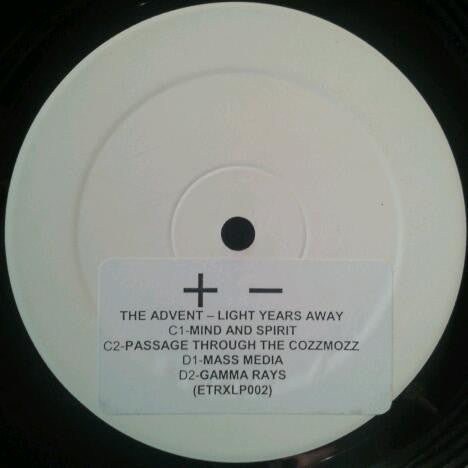 + –
THE ADVENT – LIGHT YEARS AWAY
C1-MIND AND SPIRIT
C2-PASSAGE THROUGH THE COZZMOZZ
D1-MASS MEDIA
D2-GAMMA RAYS
(ETRXLP002)